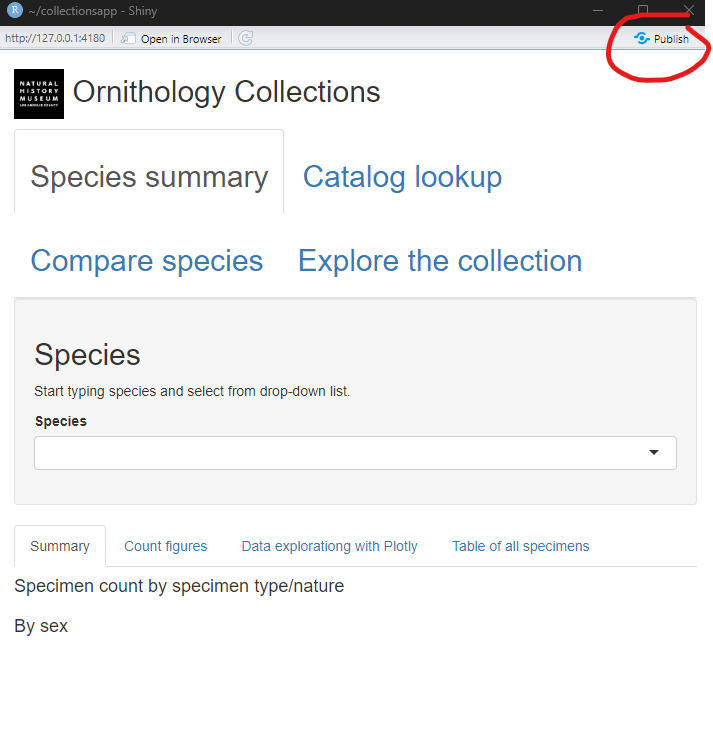 R ~/collectionsapp - Shiny
http://127.0.0.1:4180 Open in Browser Publish
NATURAL
HISTORY
MUSEUM
LOS ANGELES COUNTY
Ornithology Collections
Species summary Catalog lookup
Compare species Explore the collection
Species
Start typing species and select from drop-down list.
Species
Summary Count figures Data explorationg with Plotly Table of all specimens
Specimen count by specimen type/nature
By sex